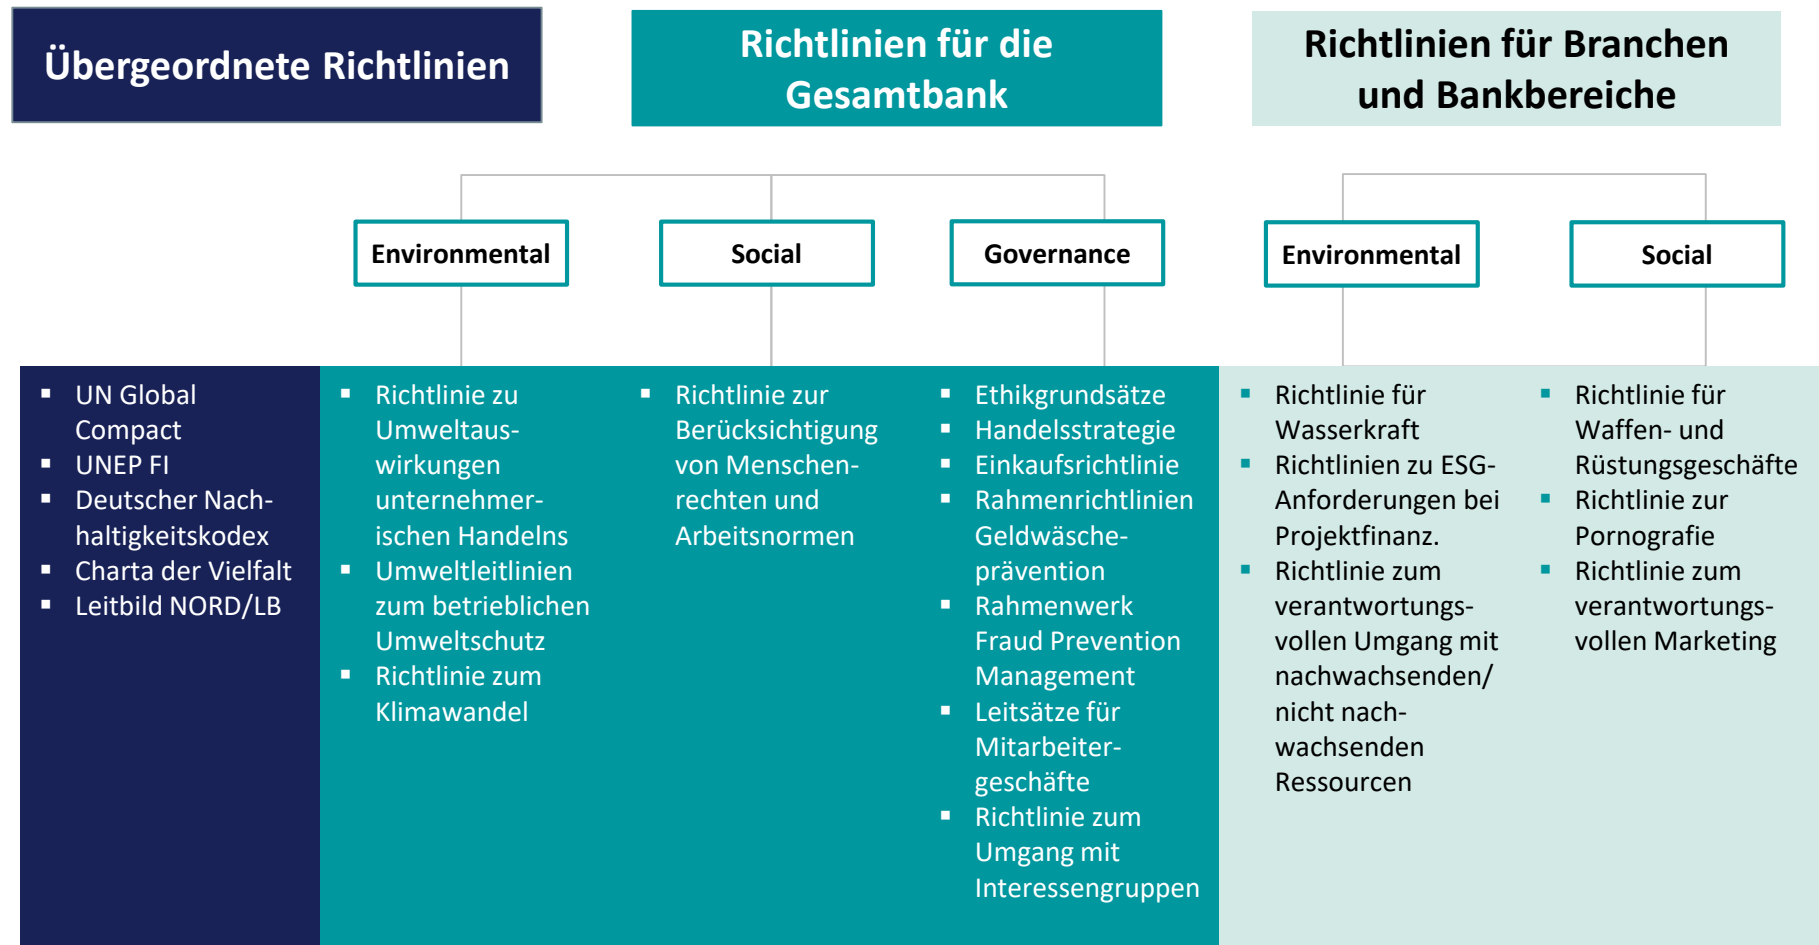 Übergeordnete Richtlinien
Richtlinien für die
Gesamtbank
Richtlinien für Branchen
und Bankbereiche
Environmental
Social
Governance
Environmental
Social
▪ UN Global
Compact
▪ UNEP FI
▪ Deutscher Nach-
haltigkeitskodex
▪ Charta der Vielfalt
▪ Leitbild NORD/LB
▪ Richtlinie zu
Umweltaus-
wirkungen
unternehmer-
ischen Handelns
▪ Umweltleitlinien
zum betrieblichen
Umweltschutz
▪ Richtlinie zum
Klimawandel
▪ Richtlinie zur
Berücksichtigung
von Menschen-
rechten und
Arbeitsnormen
▪ Ethikgrundsätze
▪ Handelsstrategie
▪ Einkaufsrichtlinie
▪ Rahmenrichtlinien
Geldwäsche-
prävention
▪ Rahmenwerk
Fraud Prevention
Management
▪ Leitsätze für
Mitarbeiter-
geschäfte
▪ Richtlinie zum
Umgang mit
Interessengruppen
▪ Richtlinie für
Wasserkraft
▪ Richtlinien zu ESG-
Anforderungen bei
Projektfinanz.
▪ Richtlinie zum
verantwortungs-
vollen Umgang mit
nachwachsenden/
nicht nach-
wachsenden
Ressourcen
▪ Richtlinie für
Waffen- und
Rüstungsgeschäfte
▪ Richtlinie zur
Pornografie
▪ Richtlinie zum
verantwortungs-
vollen Marketing